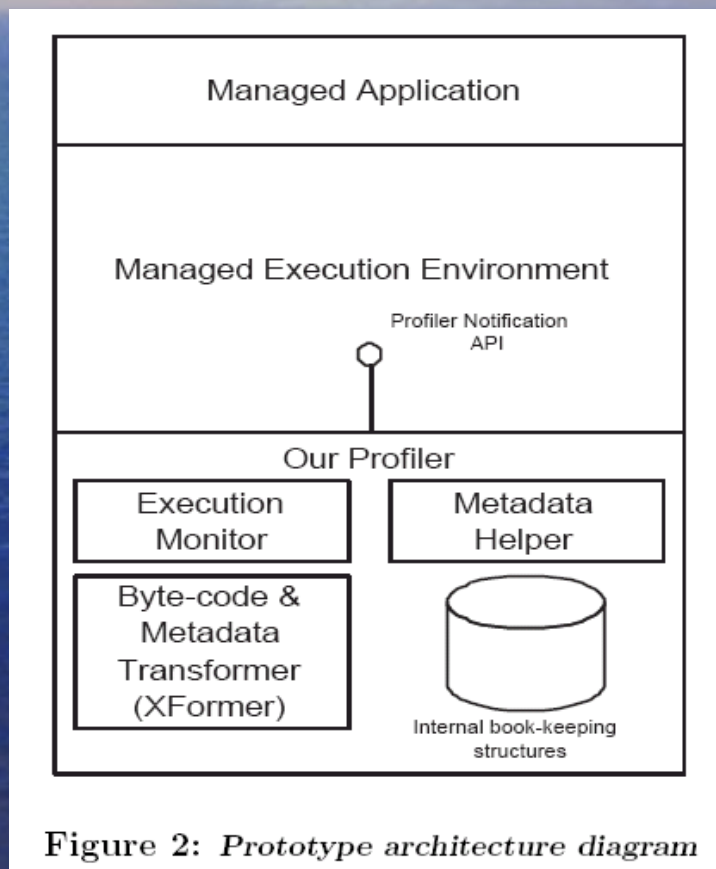 Managed Application
Managed Execution Environment
Profiler Notification
API
Our Profiler
Execution
Monitor
Metadata
Helper
Byte-code &
Metadata
Transformer
(XFormer)
Internal book-keeping
structures
Figure 2: Prototype architecture diagram